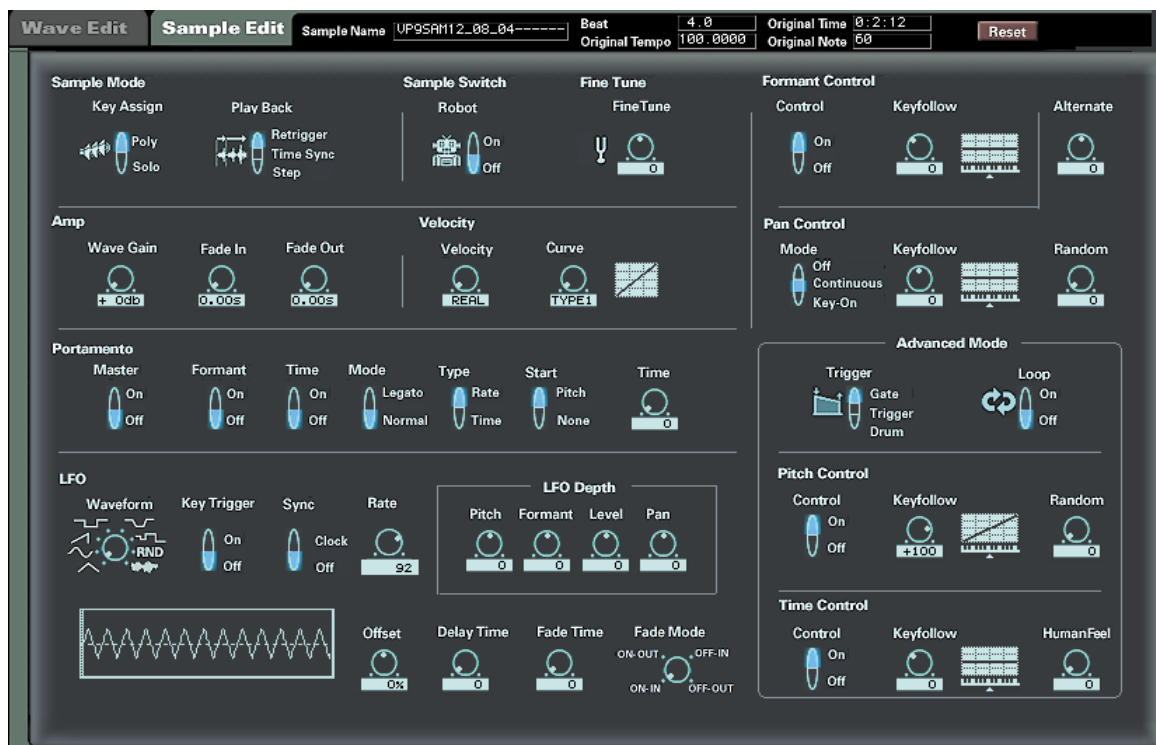 Wave Edit
Sample Edit
Sample Name VP9SAM12_08_04------
Beat 4.0
Original Tempo 100.0000
Original Time 0:2:12
Original Note 60
Reset
Sample Mode
Key Assign
Poly
Solo
Play Back
Retrigger
Time Sync
Step
Sample Switch
Robot
On
Off
Fine Tune
FineTune
0
Formant Control
Control
On
Off
Keyfollow
0
Alternate
0
Amp
Wave Gain
+ 0db
Fade In
0.00s
Fade Out
0.00s
Velocity
Velocity
REAL
Curve
TYPE1
Pan Control
Mode
Off
Continuous
Key-On
Keyfollow
0
Random
0
Portamento
Master
On
Off
Formant
On
Off
Time
On
Off
Mode
Legato
Normal
Type
Rate
Time
Start
Pitch
None
Time
0
Advanced Mode
Trigger
Gate
Trigger
Drum
Loop
On
Off
LFO
Waveform
RND
Key Trigger
On
Off
Sync
Clock
Off
Rate
92
LFO Depth
Pitch
0
Formant
0
Level
0
Pan
0
Pitch Control
Control
On
Off
Keyfollow
+100
Random
0
Offset
0%
Delay Time
0
Fade Time
0
Fade Mode
ON-OUT
OFF-IN
ON-IN
OFF-OUT
Time Control
Control
On
Off
Keyfollow
0
HumanFeel
0